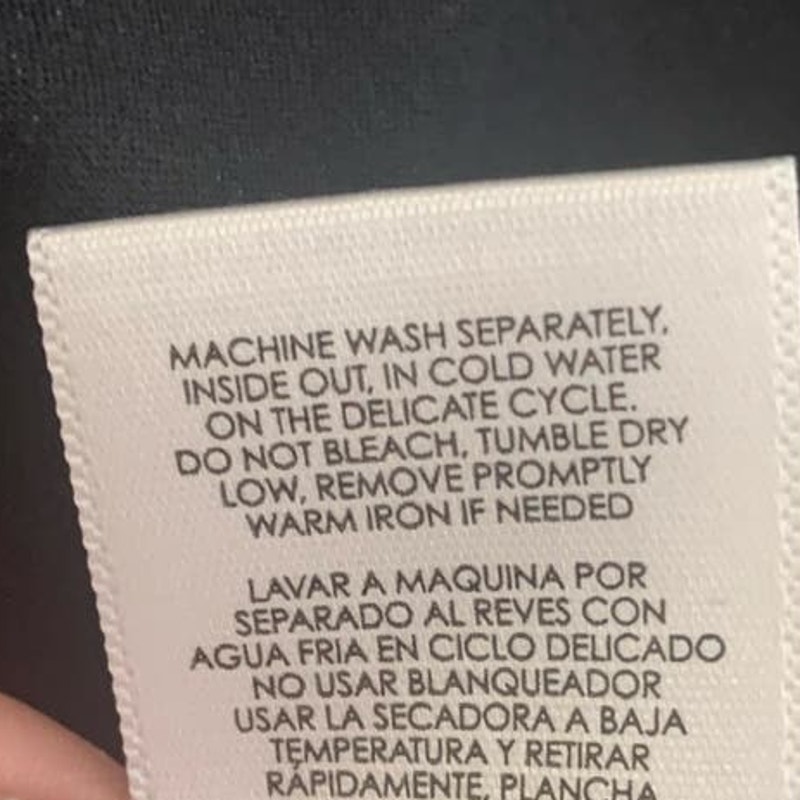 MACHINE WASH SEPARATELY.
INSIDE OUT, IN COLD WATER
ON THE DELICATE CYCLE.
DO NOT BLEACH, TUMBLE DRY
LOW, REMOVE PROMPTLY
WARM IRON IF NEEDED
LAVAR A MAQUINA POR
SEPARADO AL REVES CON
AGUA FRIA EN CICLO DELICADO
NO USAR BLANQUEADOR
USAR LA SECADORA A BAJA
TEMPERATURA Y RETIRAR
RÁPIDAMENTE, PLANCHA